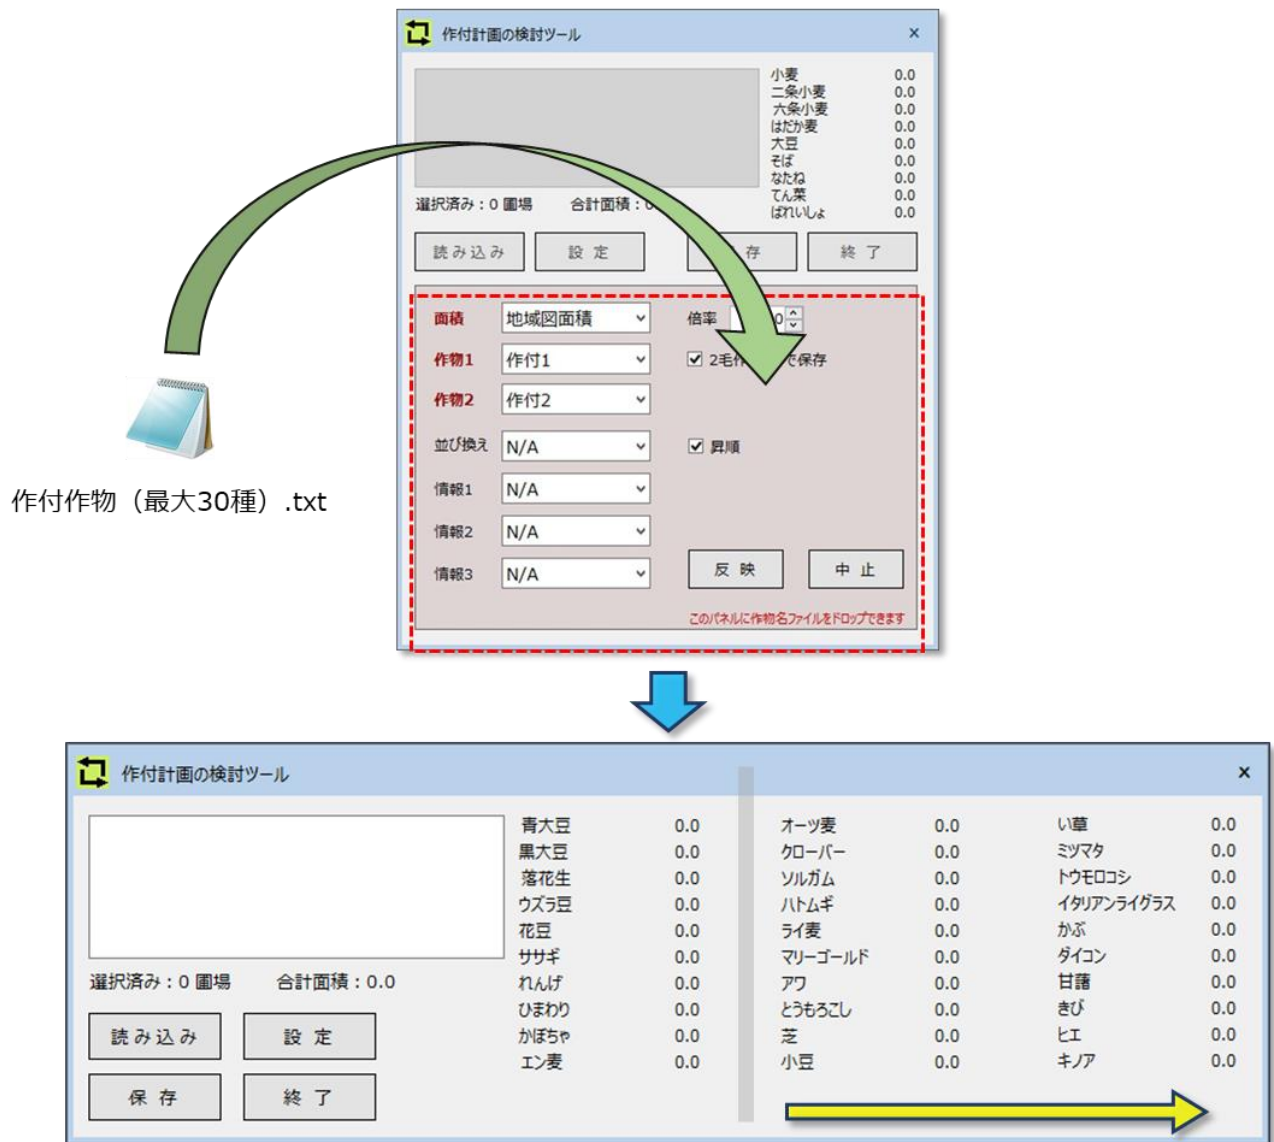 作付計画の検討ツール ×
小麦 0.0
二条小麦 0.0
六条小麦 0.0
はだか麦 0.0
大豆 0.0
そば 0.0
なたね 0.0
てん菜 0.0
ばれいしょ 0.0
選択済み：0 圃場 合計面積：
読み込み 設定 存 終了
面積 地域図面積 倍率 0
作物1 作付1 2毛作 で保存
作物2 作付2
並び換え N/A 昇順
情報1 N/A
情報2 N/A
情報3 N/A
反映 中止
このパネルに作物名ファイルをドロップできます
作付作物（最大30種）.txt
作付計画の検討ツール ×
青大豆 0.0 オーツ麦 0.0 い草 0.0
黒大豆 0.0 クローバー 0.0 ミツマタ 0.0
落花生 0.0 ソルガム 0.0 トウモロコシ 0.0
ウズラ豆 0.0 ハトムギ 0.0 イタリアンライグラス 0.0
花豆 0.0 ライ麦 0.0 かぶ 0.0
ササギ 0.0 マリーゴールド 0.0 ダイコン 0.0
れんげ 0.0 アワ 0.0 甘藷 0.0
ひまわり 0.0 とうもろこし 0.0 きび 0.0
かぼちゃ 0.0 芝 0.0 ヒエ 0.0
エン麦 0.0 小豆 0.0 キノア 0.0
選択済み：0 圃場 合計面積：0.0
読み込み 設定
保存 終了